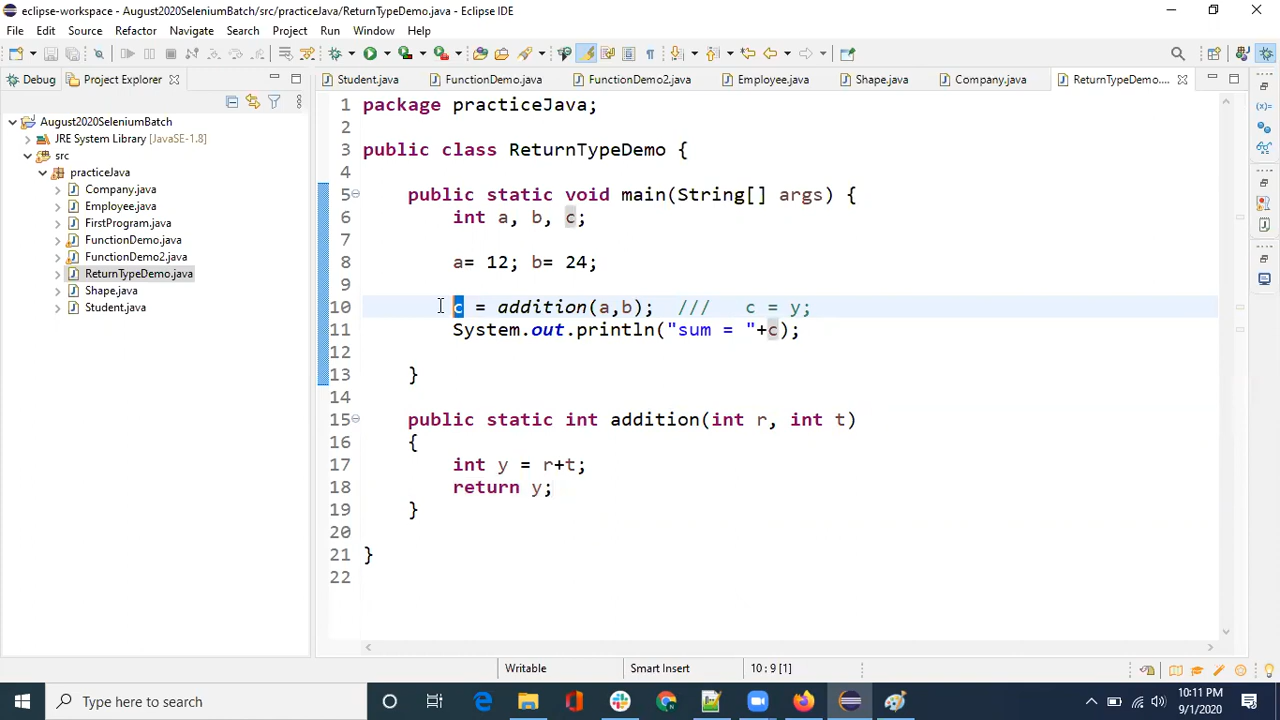 eclipse-workspace - August2020SeleniumBatch/src/practiceJava/ReturnTypeDemo.java - Eclipse IDE
File Edit Source Refactor Navigate Search Project Run Window Help
Debug Project Explorer
Student.java FunctionDemo.java FunctionDemo2.java Employee.java Shape.java Company.java ReturnTypeDemo....
August2020SeleniumBatch
JRE System Library [JavaSE-1.8]
src
practiceJava
Company.java
Employee.java
FirstProgram.java
FunctionDemo.java
FunctionDemo2.java
ReturnTypeDemo.java
Shape.java
Student.java
1 package practiceJava;
2
3 public class ReturnTypeDemo {
4
5 public static void main(String[] args) {
6 int a, b, c;
7
8 a= 12; b= 24;
9
10 c = addition(a,b); /// c = y;
11 System.out.println("sum = "+c);
12
13 }
14
15 public static int addition(int r, int t)
16 {
17 int y = r+t;
18 return y;
19 }
20
21 }
22
Writable Smart Insert 10 : 9 [1]
Type here to search
10:11 PM
9/1/2020